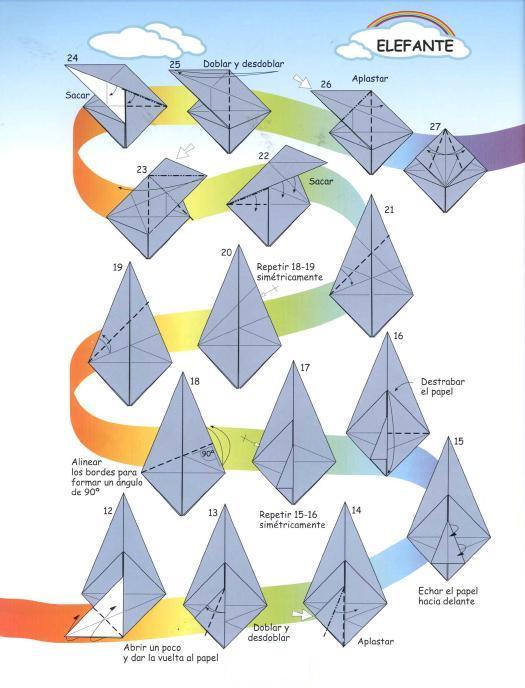 ELEFANTE
24
25
Doblar y desdoblar
26
Aplastar
27
Sacar
23
22
Sacar
21
20
Repetir 18-19
simétricamente
19
18
90º
Alinear
los bordes para
formar un ángulo
de 90º
17
Repetir 15-16
simétricamente
16
Destrabar
el papel
15
Echar el papel
hacia delante
12
Abrir un poco
y dar la vuelta al papel
13
Doblar y
desdoblar
14
Aplastar